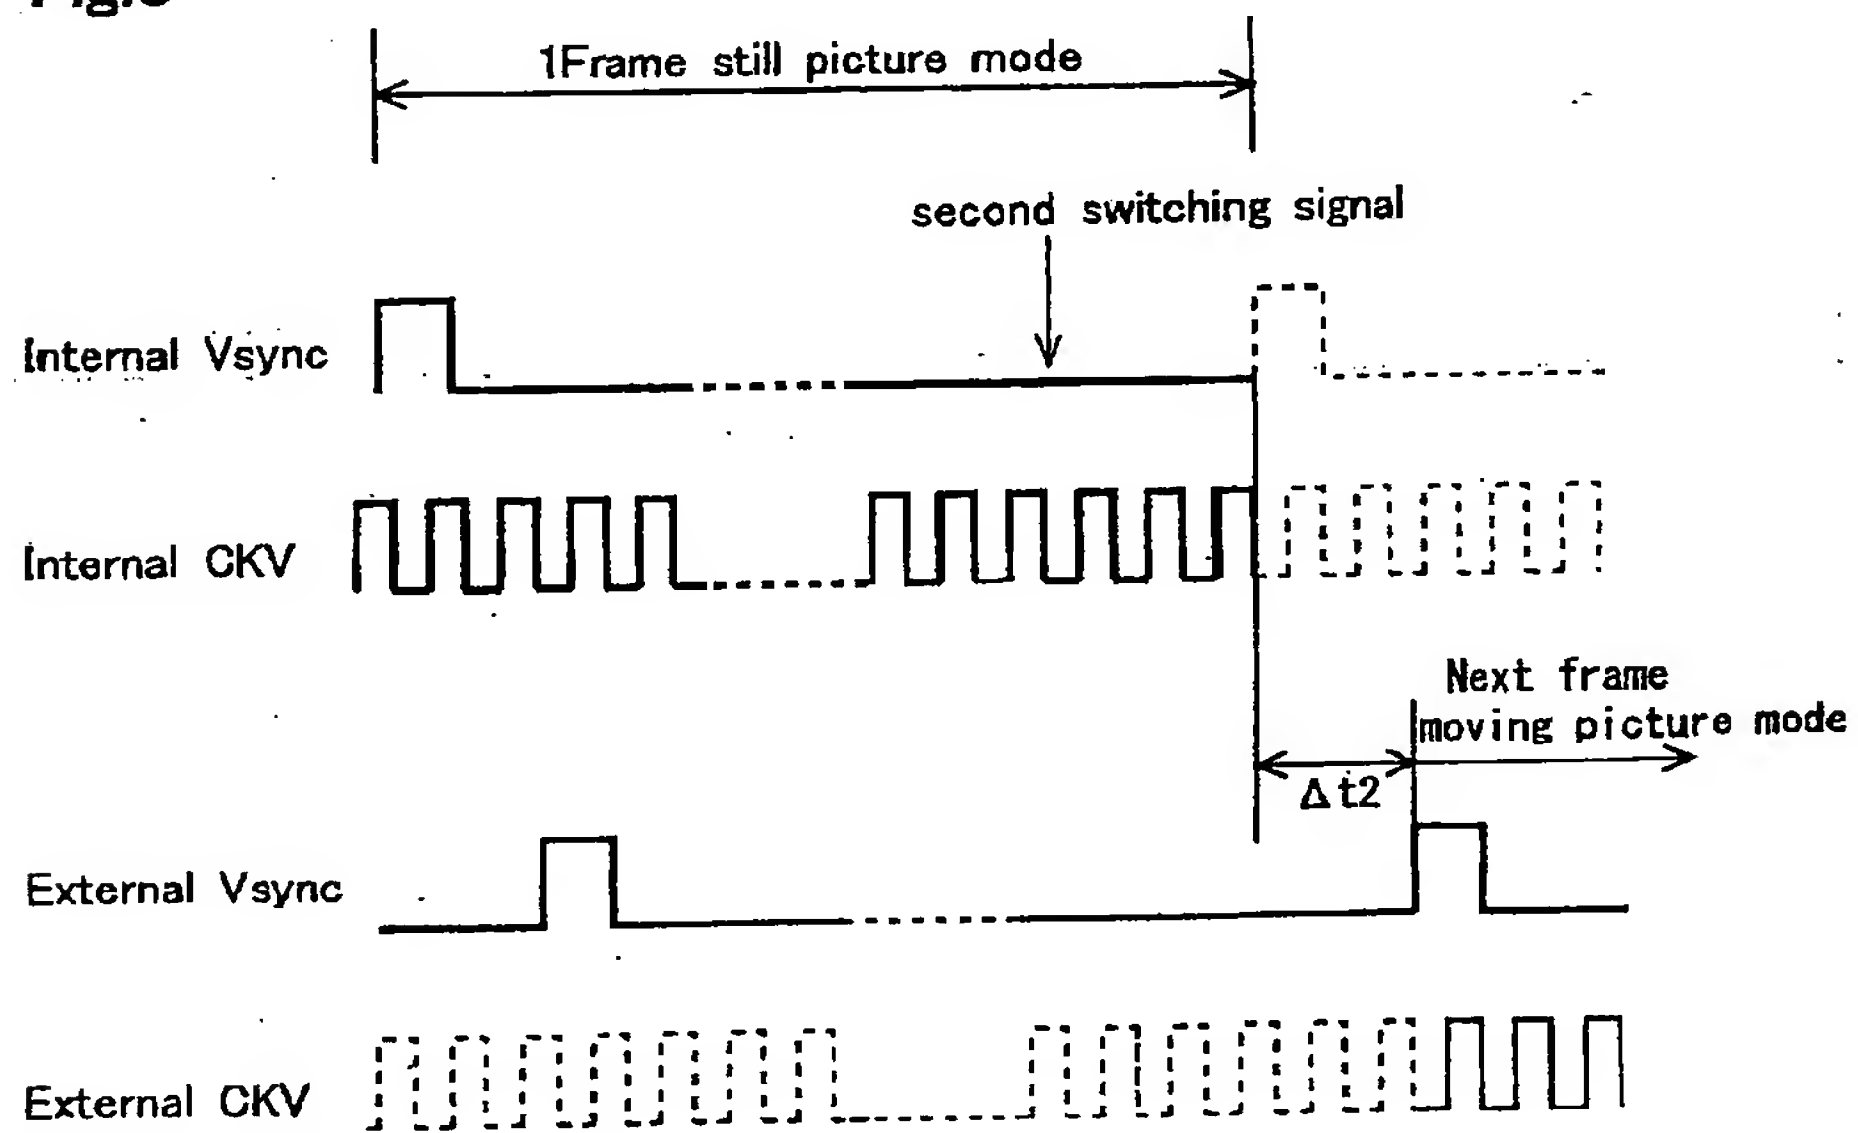 1Frame still picture mode
second switching signal
Internal Vsync
Internal CKV
Next frame
moving picture mode
Δt2
External Vsync
External CKV